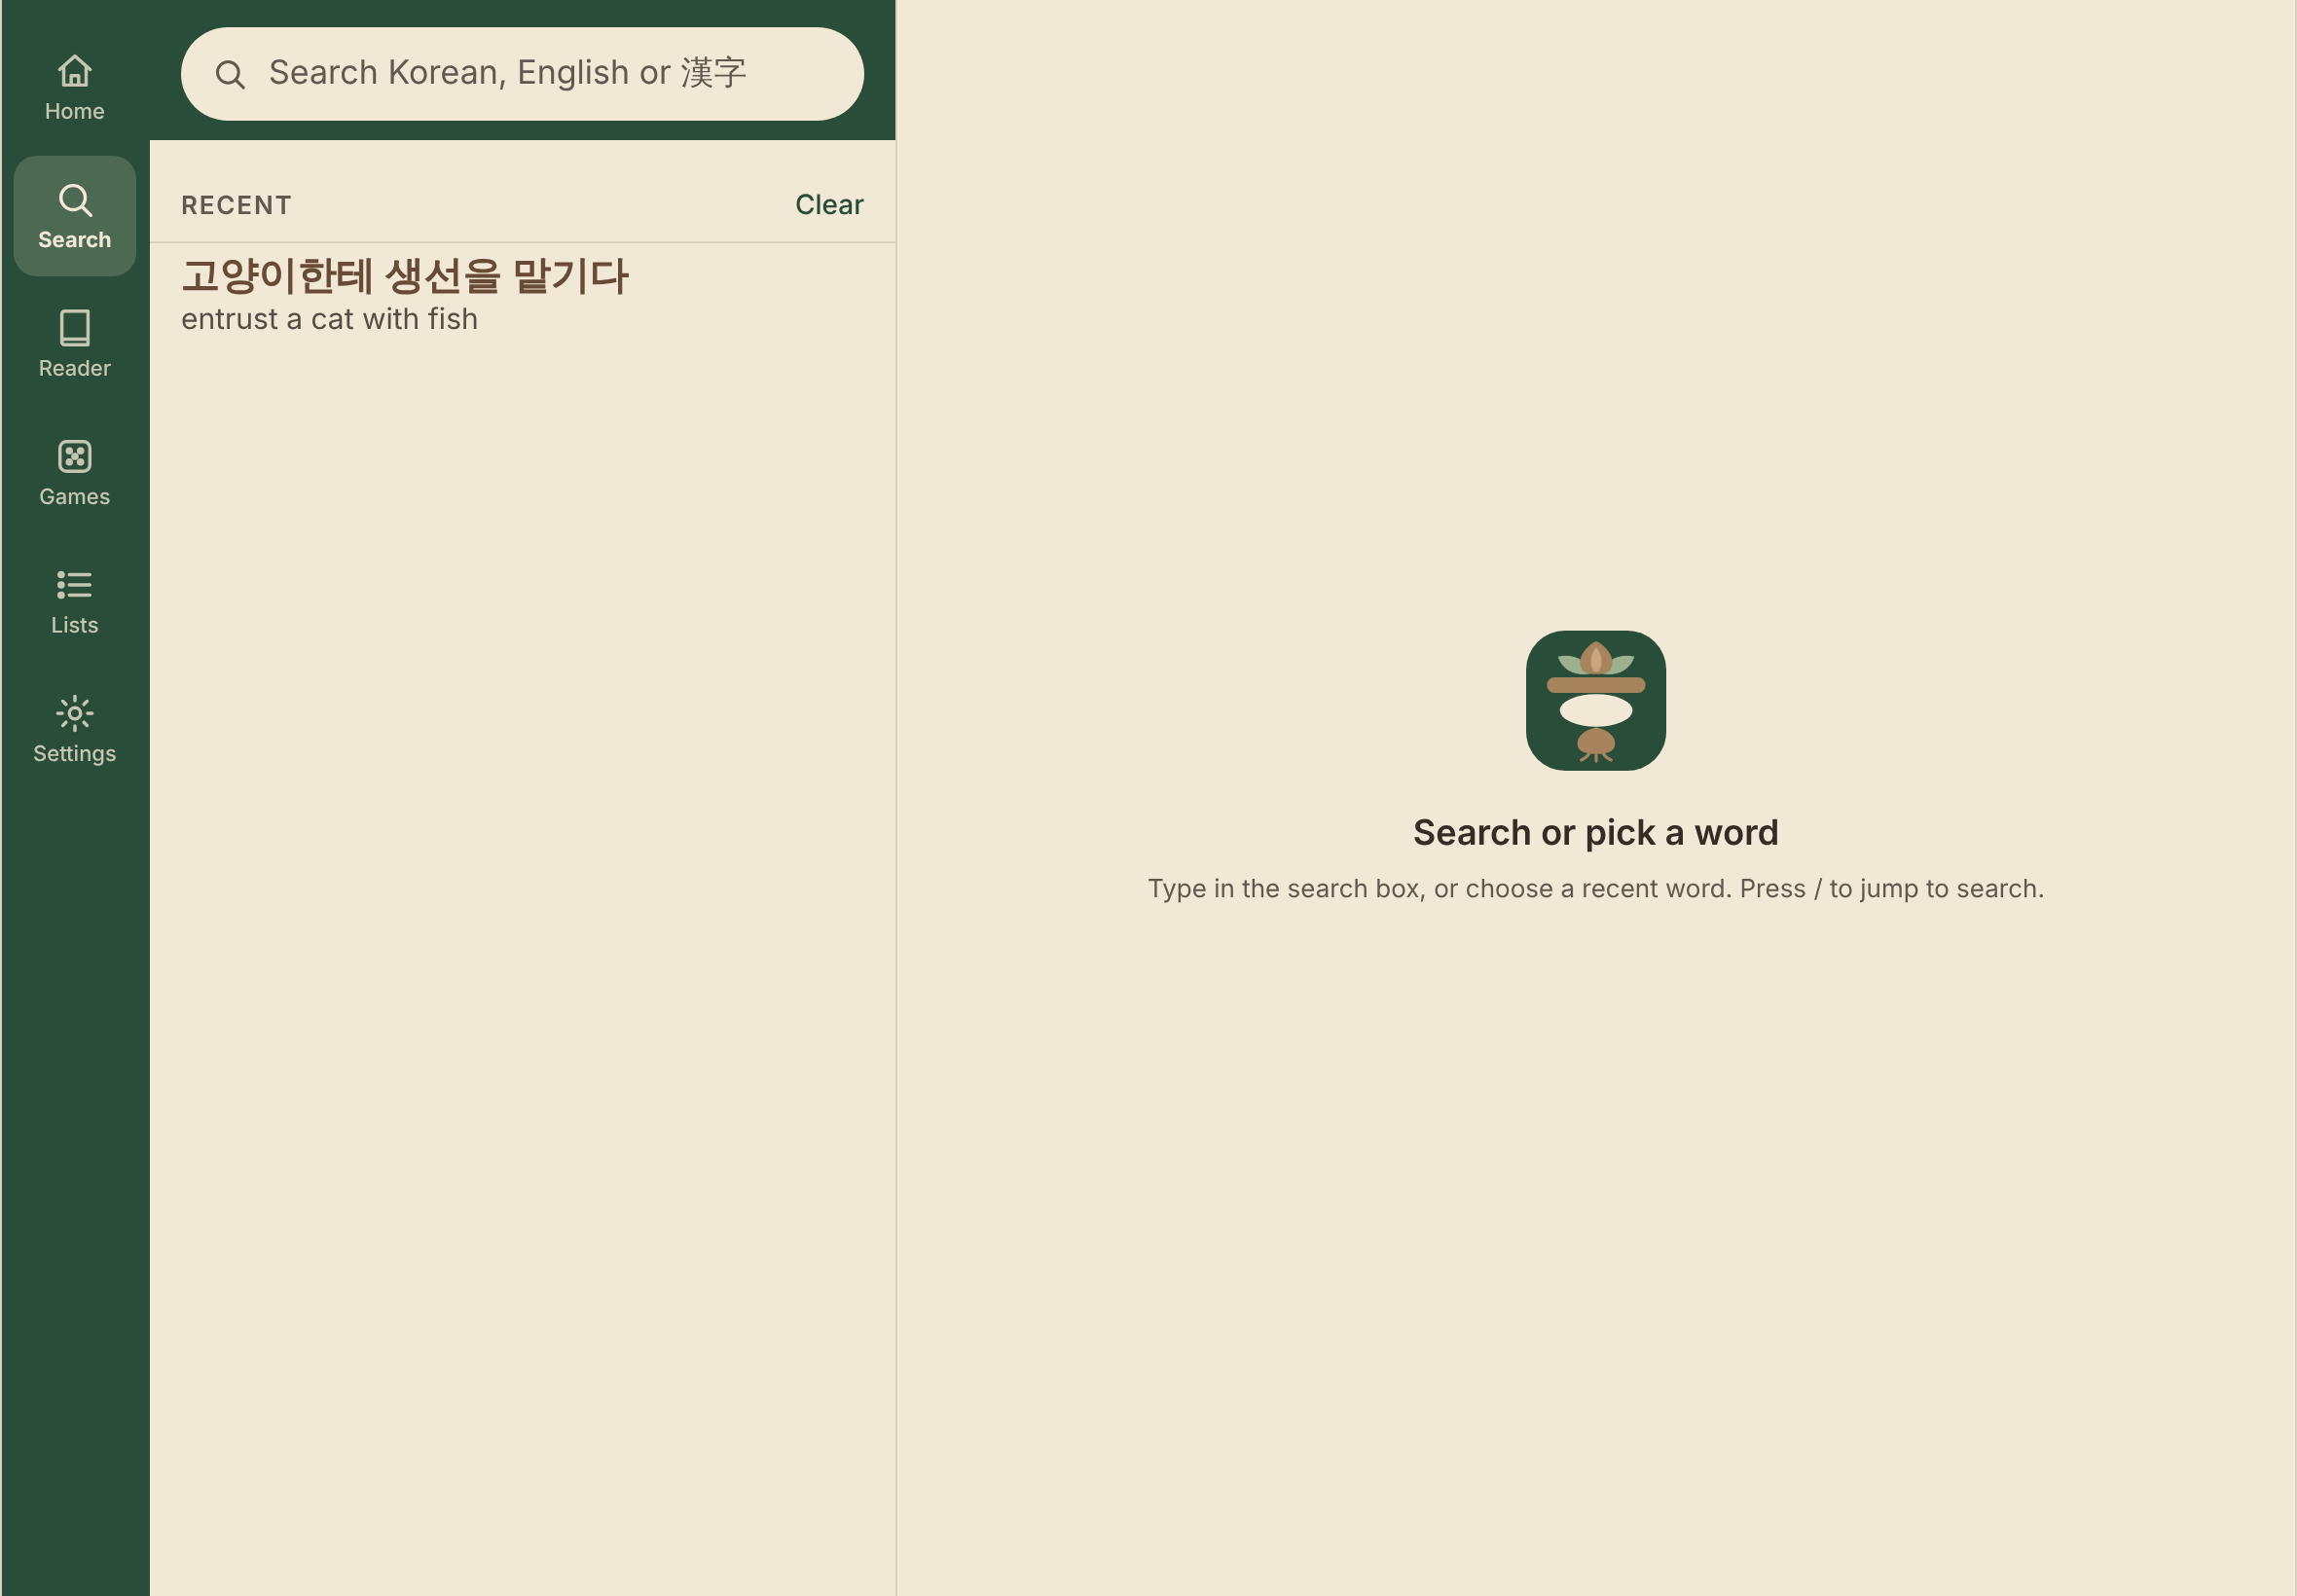 Home
Search
Reader
Games
Lists
Settings
Search Korean, English or 漢字
RECENT
Clear
고양이한테 생선을 맡기다
entrust a cat with fish
Search or pick a word
Type in the search box, or choose a recent word. Press / to jump to search.